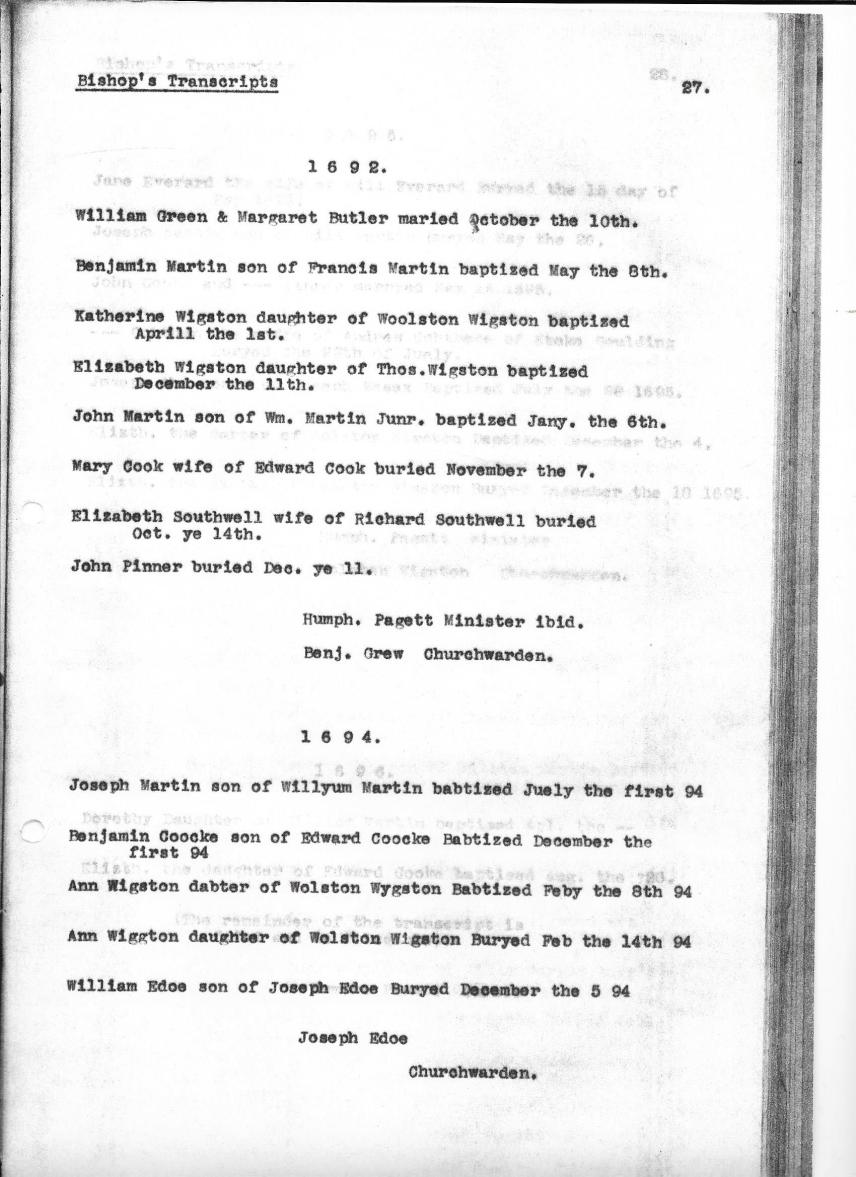 Bishop's Transcripts
27.
1 6 9 2.
William Green & Margaret Butler maried October the 10th.
Benjamin Martin son of Francis Martin baptized May the 8th.
Katherine Wigston daughter of Woolston Wigston baptized
Aprill the 1st.
Elizabeth Wigston daughter of Thos.Wigston baptized
December the 11th.
John Martin son of Wm. Martin Junr. baptized Jany. the 6th.
Mary Cook wife of Edward Cook buried November the 7.
Elizabeth Southwell wife of Richard Southwell buried
Oct. ye 14th.
John Pinner buried Dec. ye 11.
Humph. Pagett Minister ibid.
Benj. Grew Churchwarden.
1 6 9 4.
Joseph Martin son of Willyum Martin babtized Juely the first 94
Benjamin Coocke son of Edward Coocke Babtized December the
first 94
Ann Wigston dabter of Wolston Wygston Babtized Feby the 8th 94
Ann Wiggton daughter of Wolston Wigston Buryed Feb the 14th 94
William Edoe son of Joseph Edoe Buryed December the 5 94
Joseph Edoe
Churchwarden.